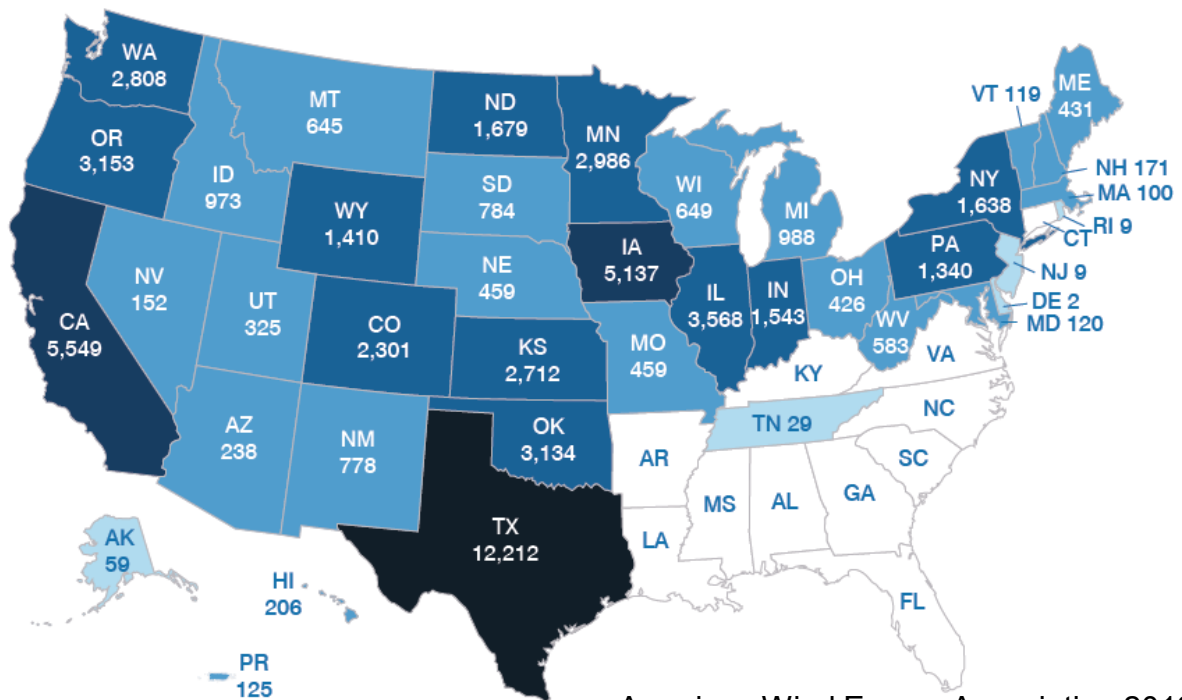 WA
2,808
OR
3,153
CA
5,549
NV
152
ID
973
MT
645
WY
1,410
UT
325
AZ
238
CO
2,301
NM
778
ND
1,679
SD
784
NE
459
KS
2,712
OK
3,134
TX
12,212
MN
2,986
IA
5,137
MO
459
WI
649
IL
3,568
MI
988
IN
1,543
OH
426
WV
583
KY
TN 29
AR
LA
MS
AL
GA
FL
SC
NC
VA
PA
1,340
NY
1,638
VT 119
ME
431
NH 171
MA 100
RI 9
CT
NJ 9
DE 2
MD 120
AK
59
HI
206
PR
125
American Wind Energy Association